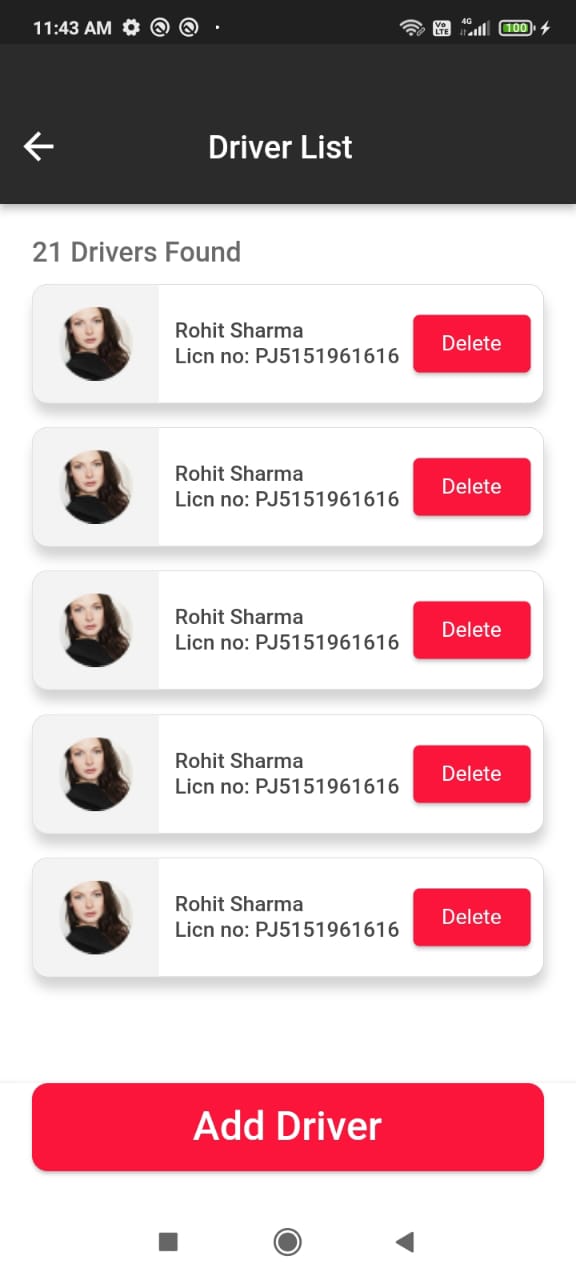 11:43 AM
Vo
LTE
4G
100
Driver List
21 Drivers Found
Rohit Sharma
Licn no: PJ5151961616
Delete
Rohit Sharma
Licn no: PJ5151961616
Delete
Rohit Sharma
Licn no: PJ5151961616
Delete
Rohit Sharma
Licn no: PJ5151961616
Delete
Rohit Sharma
Licn no: PJ5151961616
Delete
Add Driver